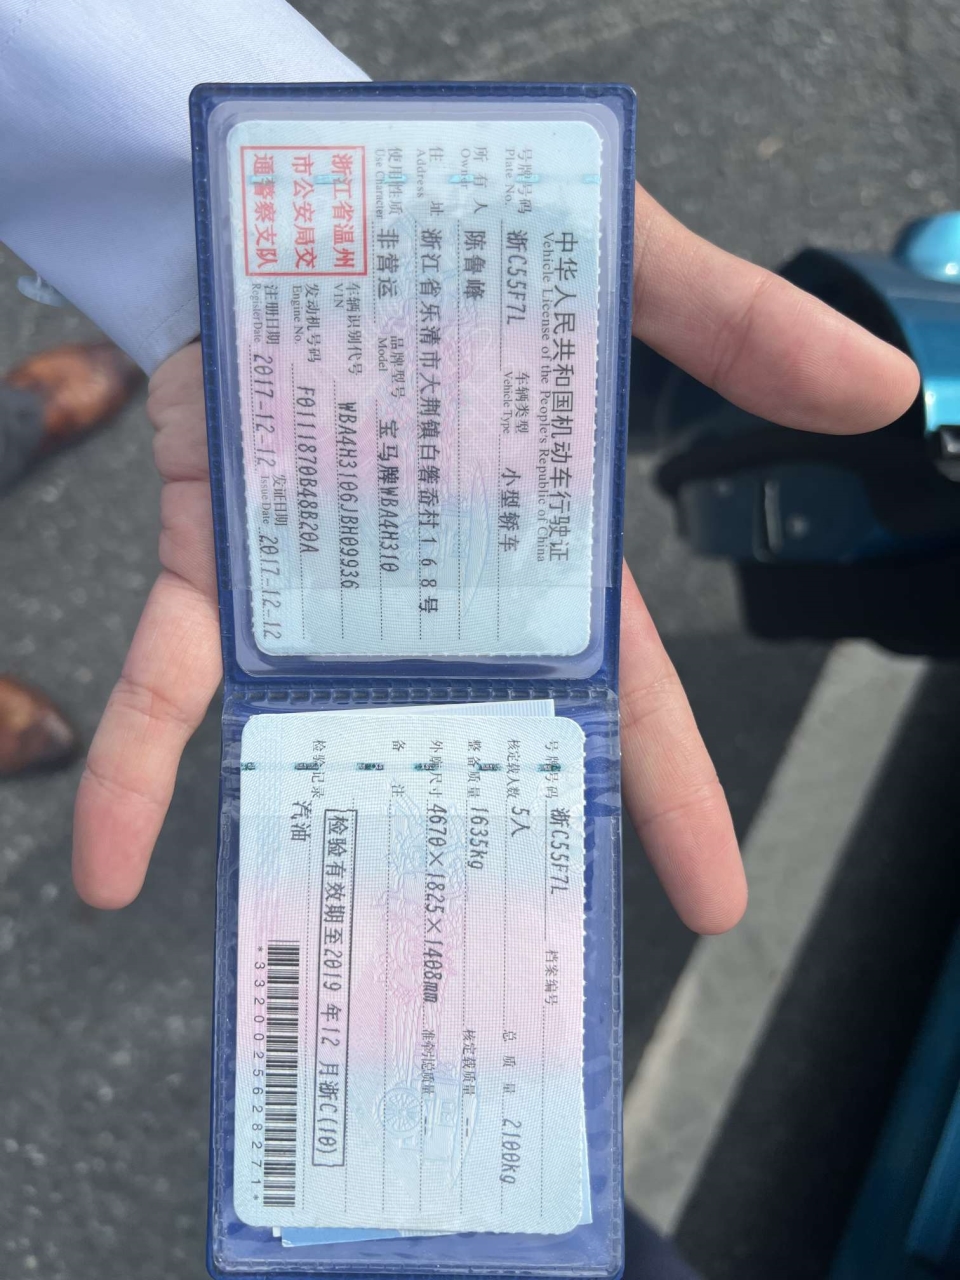 中华人民共和国机动车行驶证
Vehicle License of the People's Republic of China
号牌号码 浙C55F7L 车辆类型 小型轿车
Plate No. Vehicle Type
所有人 陈鲁峰
Owner
住址 浙江省乐清市大荆镇白箬岙村168号
Address
使用性质 非营运 品牌型号 宝马牌WBA4H310
Use Character Model
浙江省温州
市公安局交
通警察支队
车辆识别代号 WBA4H3106JBH09936
VIN
发动机号码 F0111870B48B20A
Engine No.
注册日期 2017-12-12 发证日期 2017-12-12
Register Date Issue Date
号牌号码 浙C55F7L 档案编号
核定载人数 5人 总质量 2100kg
整备质量 1635kg 核定载质量 --
外廓尺寸 4670×1825×1408mm 准牵引总质量 --
备注
检验有效期至2019年12月浙C(10)
检验记录 汽油
*3320025628271*